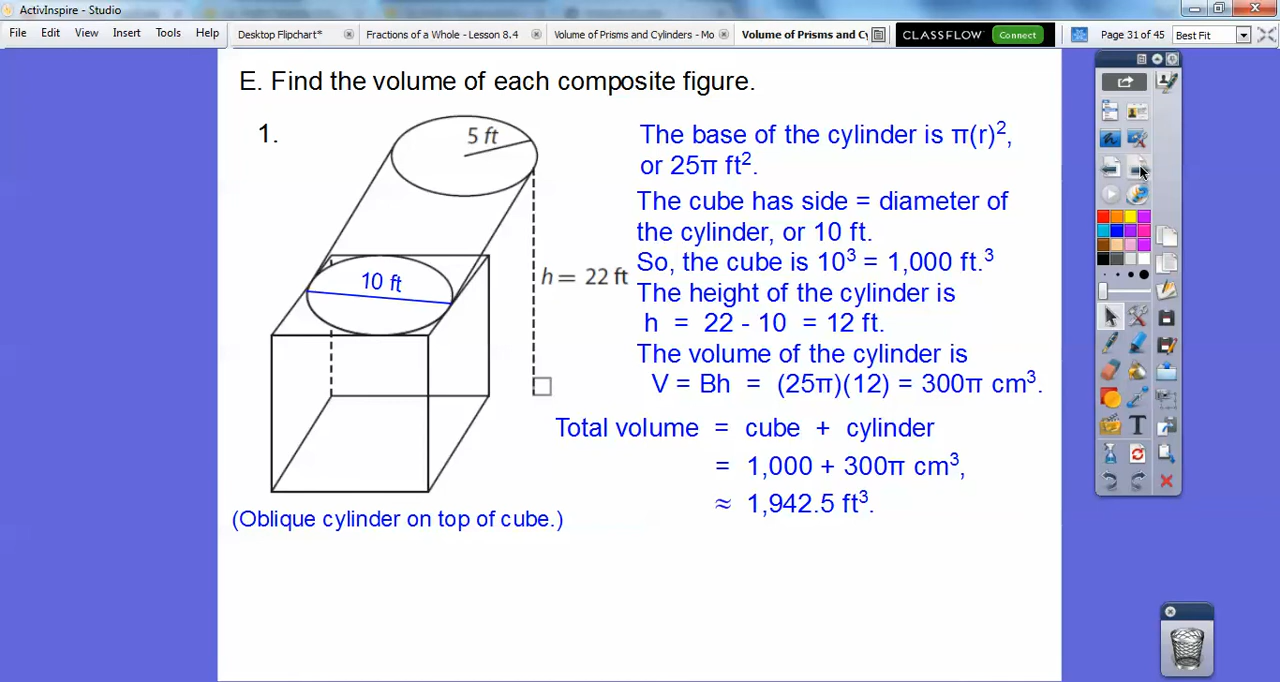 ActivInspire - Studio
File Edit View Insert Tools Help
Desktop Flipchart*
Fractions of a Whole - Lesson 8.4
Volume of Prisms and Cylinders - Mo
Volume of Prisms and Cy
CLASSFLOW Connect
Page 31 of 45
Best Fit
E. Find the volume of each composite figure.
1.
5 ft
10 ft
h = 22 ft
(Oblique cylinder on top of cube.)
The base of the cylinder is π(r)²,
or 25π ft².
The cube has side = diameter of
the cylinder, or 10 ft.
So, the cube is 10³ = 1,000 ft.³
The height of the cylinder is
h = 22 - 10 = 12 ft.
The volume of the cylinder is
V = Bh = (25π)(12) = 300π cm³.
Total volume = cube + cylinder
= 1,000 + 300π cm³,
≈ 1,942.5 ft³.